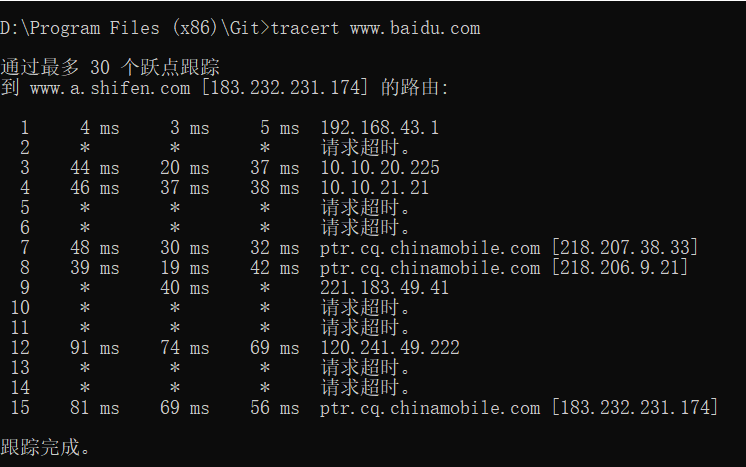 D:\Program Files (x86)\Git>tracert www.baidu.com
通过最多 30 个跃点跟踪
到 www.a.shifen.com [183.232.231.174] 的路由:
1 4 ms 3 ms 5 ms 192.168.43.1
2 * * * 请求超时。
3 44 ms 20 ms 37 ms 10.10.20.225
4 46 ms 37 ms 38 ms 10.10.21.21
5 * * * 请求超时。
6 * * * 请求超时。
7 48 ms 30 ms 32 ms ptr.cq.chinamobile.com [218.207.38.33]
8 39 ms 19 ms 42 ms ptr.cq.chinamobile.com [218.206.9.21]
9 * 40 ms * 221.183.49.41
10 * * * 请求超时。
11 * * * 请求超时。
12 91 ms 74 ms 69 ms 120.241.49.222
13 * * * 请求超时。
14 * * * 请求超时。
15 81 ms 69 ms 56 ms ptr.cq.chinamobile.com [183.232.231.174]
跟踪完成。